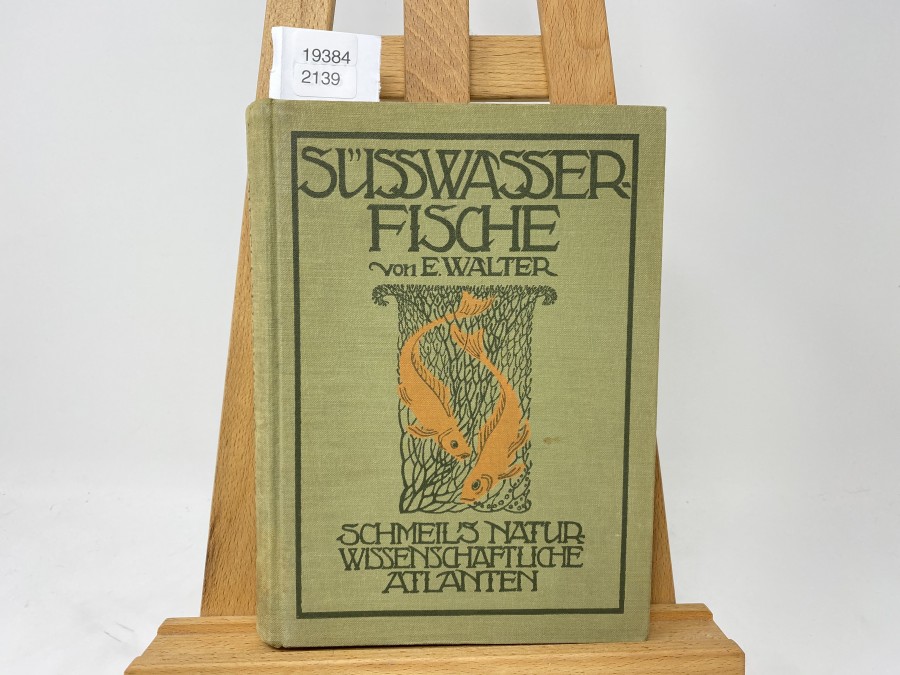 19384
2139
SÜSSWASSER-
FISCHE
von E. WALTER
SCHMEIL'S NATUR-
WISSENSCHAFTLICHE
ATLANTEN